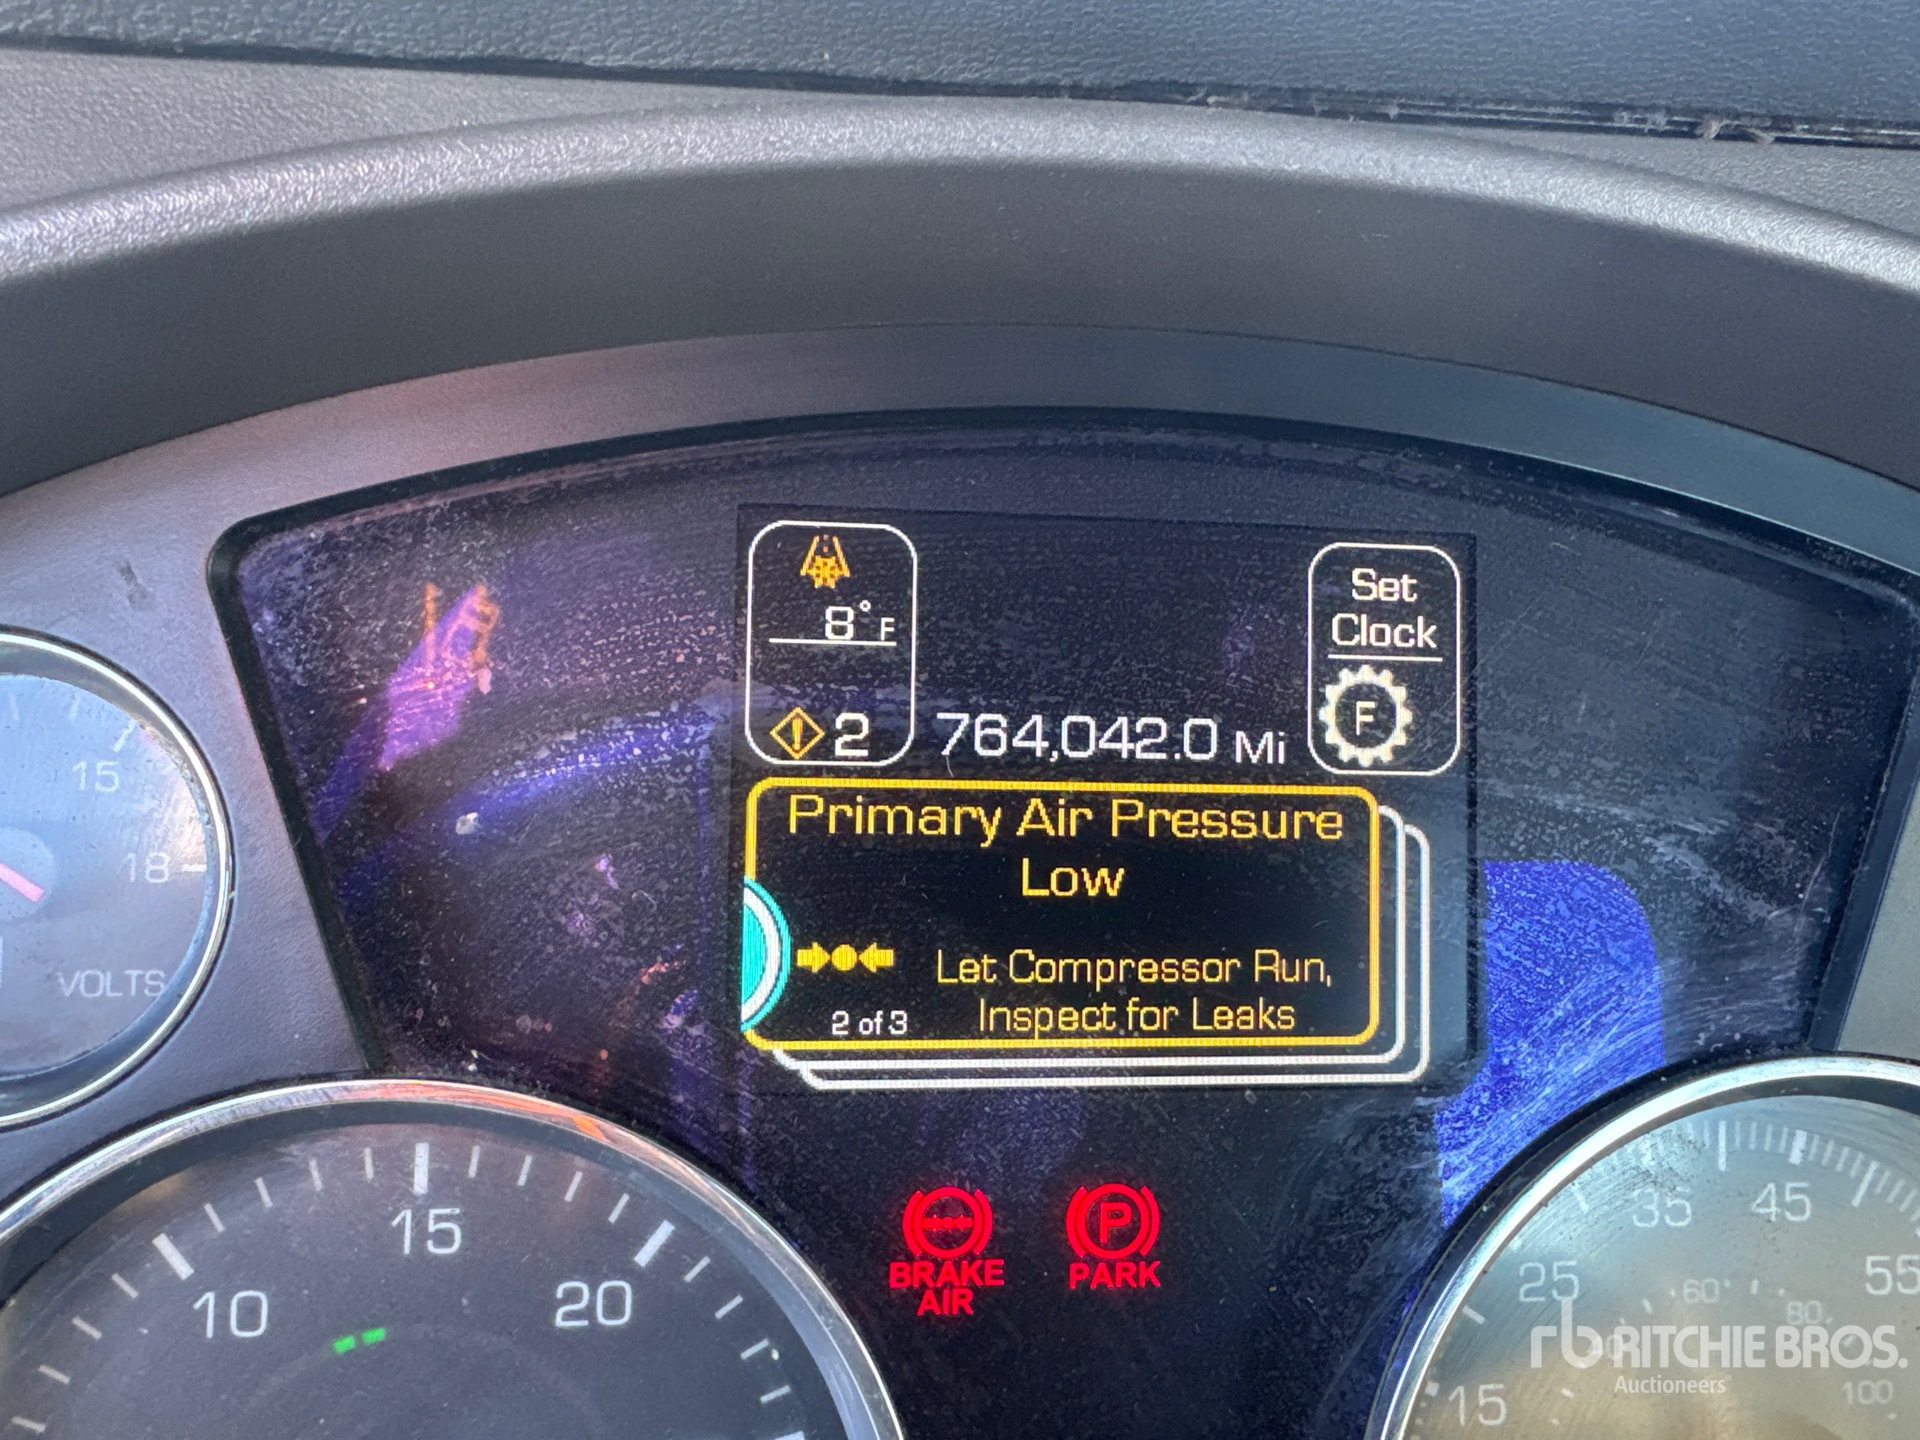 8°F
2
764,042.0 Mi
Set
Clock
F
Primary Air Pressure
Low
Let Compressor Run,
Inspect for Leaks
2 of 3
15
18
VOLTS
10
15
20
BRAKE
AIR
P
PARK
15
25
35
45
55
60
80
100
rb RITCHIE BROS.
Auctioneers